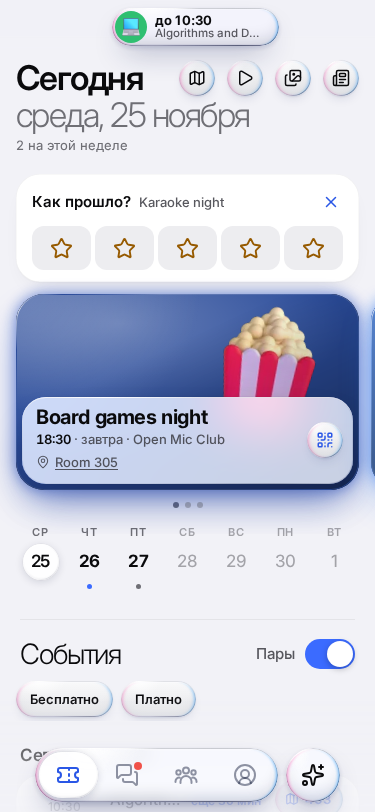 до 10:30
Algorithms and D...
Сегодня
среда, 25 ноября
2 на этой неделе
Как прошло? Karaoke night
Board games night
18:30 · завтра · Open Mic Club
Room 305
СР ЧТ ПТ СБ ВС ПН ВТ
25 26 27 28 29 30 1
События
Пары
Бесплатно Платно
10:30